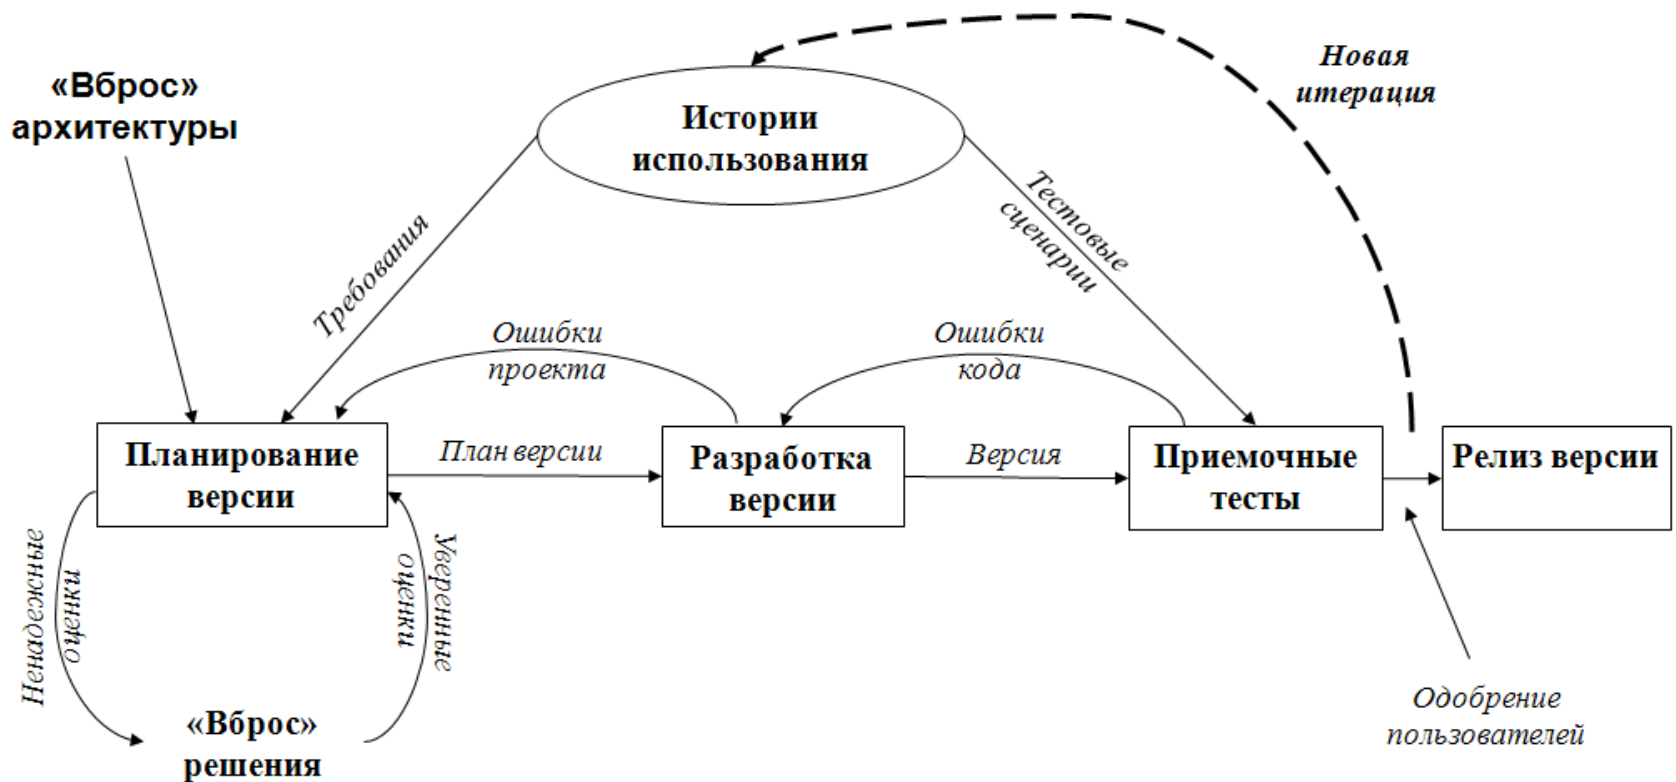 «Вброс»
архитектуры
Новая
итерация
Истории
использования
Требования
Тестовые
сценарии
Ошибки
проекта
Ошибки
кода
Планирование
версии
План версии
Разработка
версии
Версия
Приемочные
тесты
Релиз версии
Ненадежные
оценки
Уверенные
оценки
«Вброс»
решения
Одобрение
пользователей